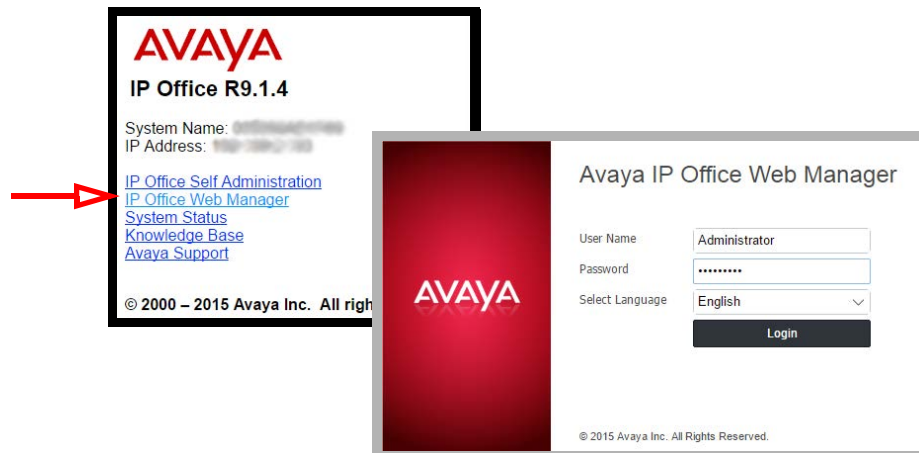 AVAYA
IP Office R9.1.4
System Name:
IP Address:
IP Office Self Administration
IP Office Web Manager
System Status
Knowledge Base
Avaya Support
© 2000 – 2015 Avaya Inc. All righ
AVAYA
Avaya IP Office Web Manager
User Name Administrator
Password •••••••••
Select Language English
Login
© 2015 Avaya Inc. All Rights Reserved.